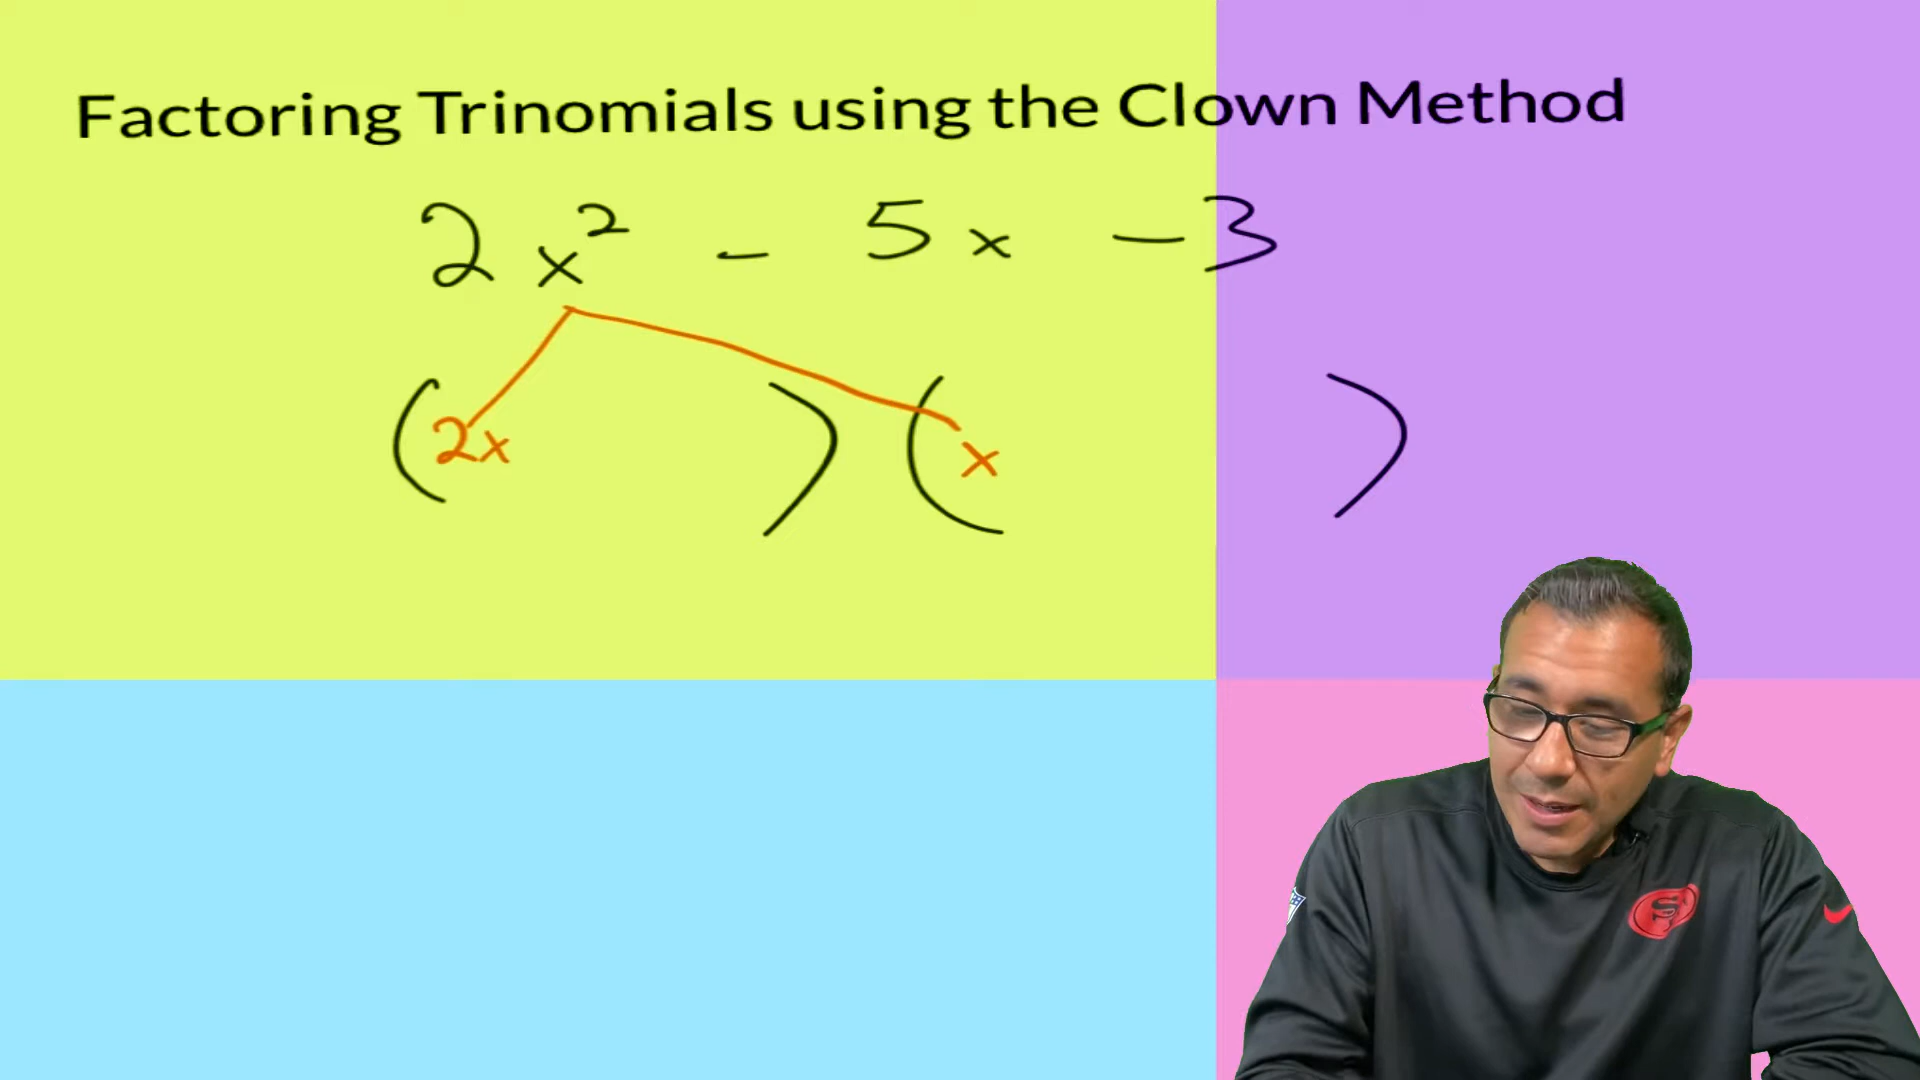 Factoring Trinomials using the Clown Method
2x² - 5x - 3
(2x ) (x )